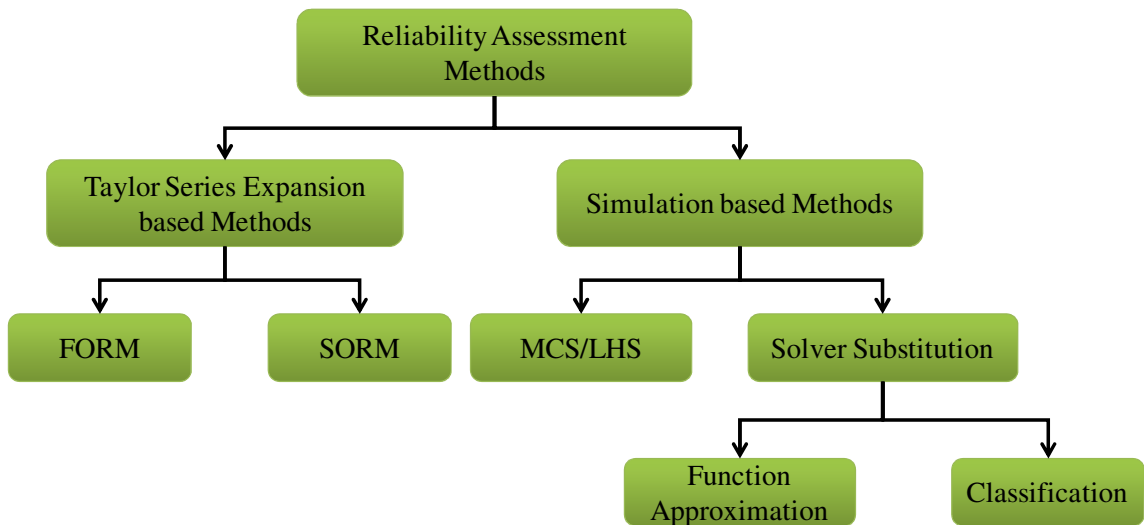 Reliability Assessment
Methods
Taylor Series Expansion
based Methods
Simulation based Methods
FORM
SORM
MCS/LHS
Solver Substitution
Function
Approximation
Classification